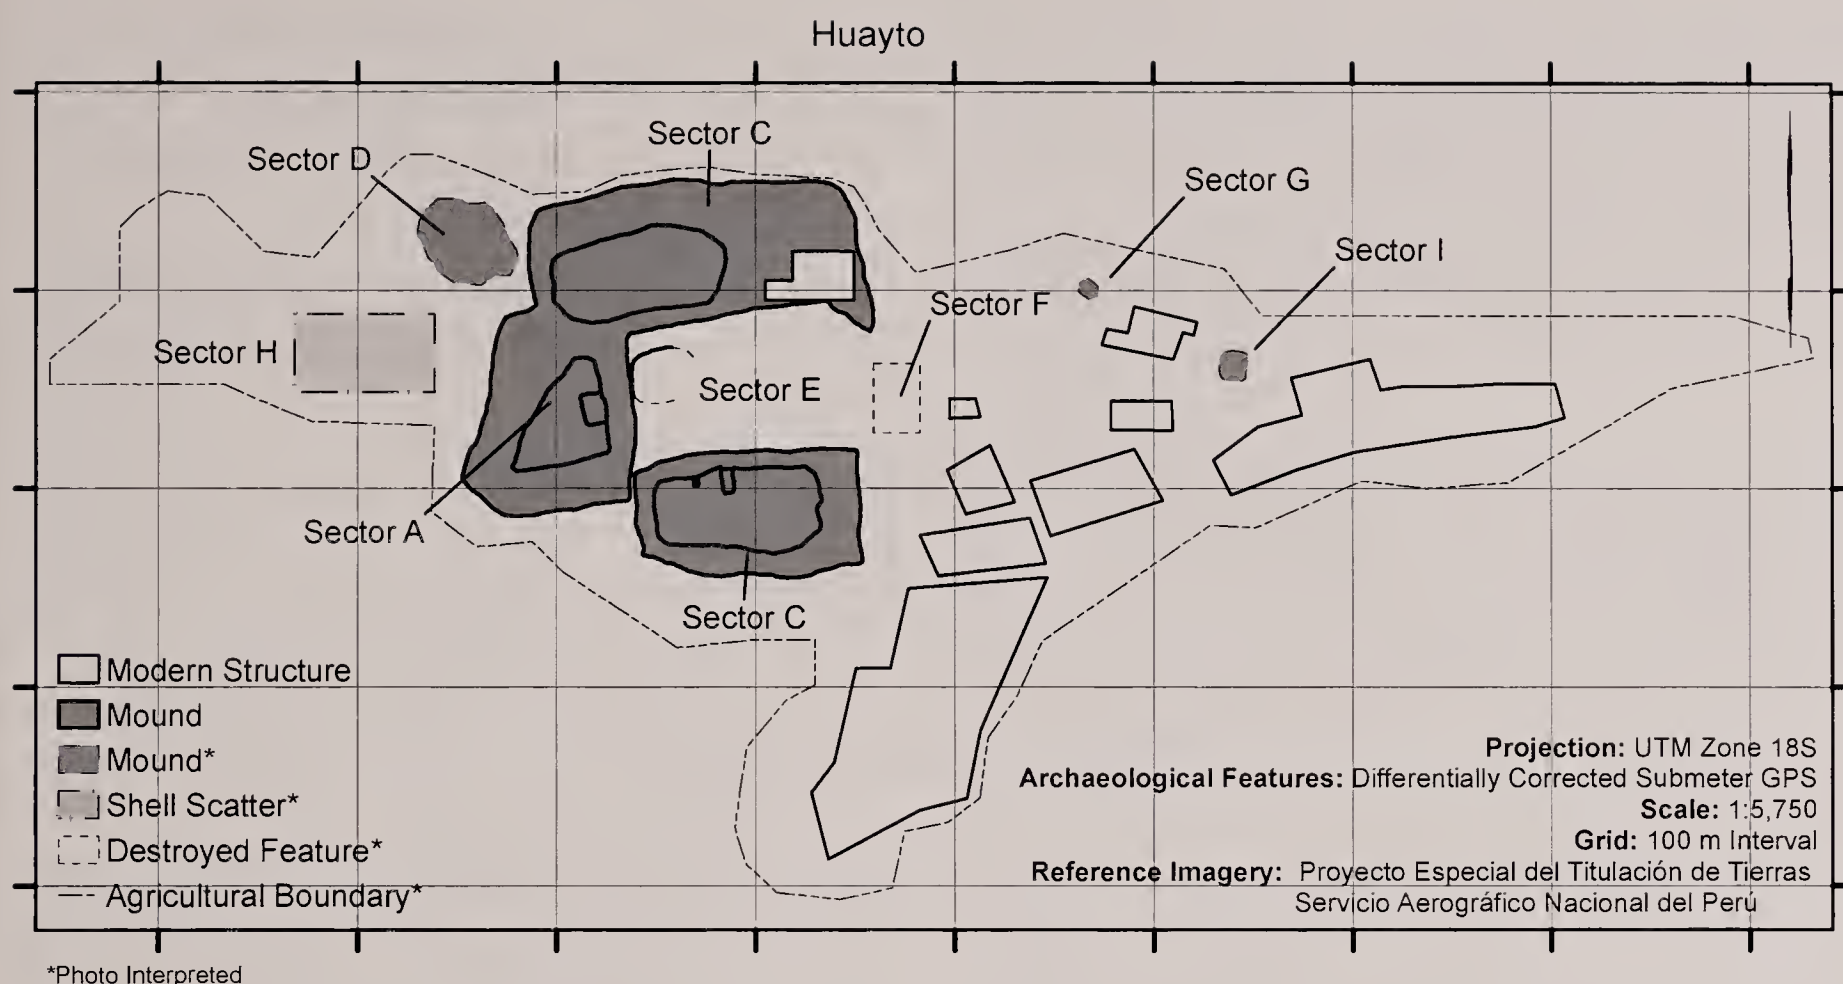 Huayto
Sector C
Sector D
Sector G
Sector I
Sector F
Sector H
Sector E
Sector A
Sector C
Modern Structure
Mound
Mound*
Shell Scatter*
Destroyed Feature*
Agricultural Boundary*
Projection: UTM Zone 18S
Archaeological Features: Differentially Corrected Submeter GPS
Scale: 1:5,750
Grid: 100 m Interval
Reference Imagery: Proyecto Especial del Titulación de Tierras
Servicio Aerográfico Nacional del Perú
*Photo Interpreted